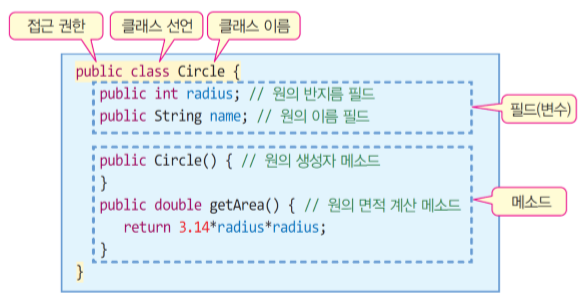 접근 권한 클래스 선언 클래스 이름
public class Circle {
public int radius; // 원의 반지름 필드
public String name; // 원의 이름 필드
필드(변수)
public Circle() { // 원의 생성자 메소드
}
public double getArea() { // 원의 면적 계산 메소드
메소드
return 3.14*radius*radius;
}
}